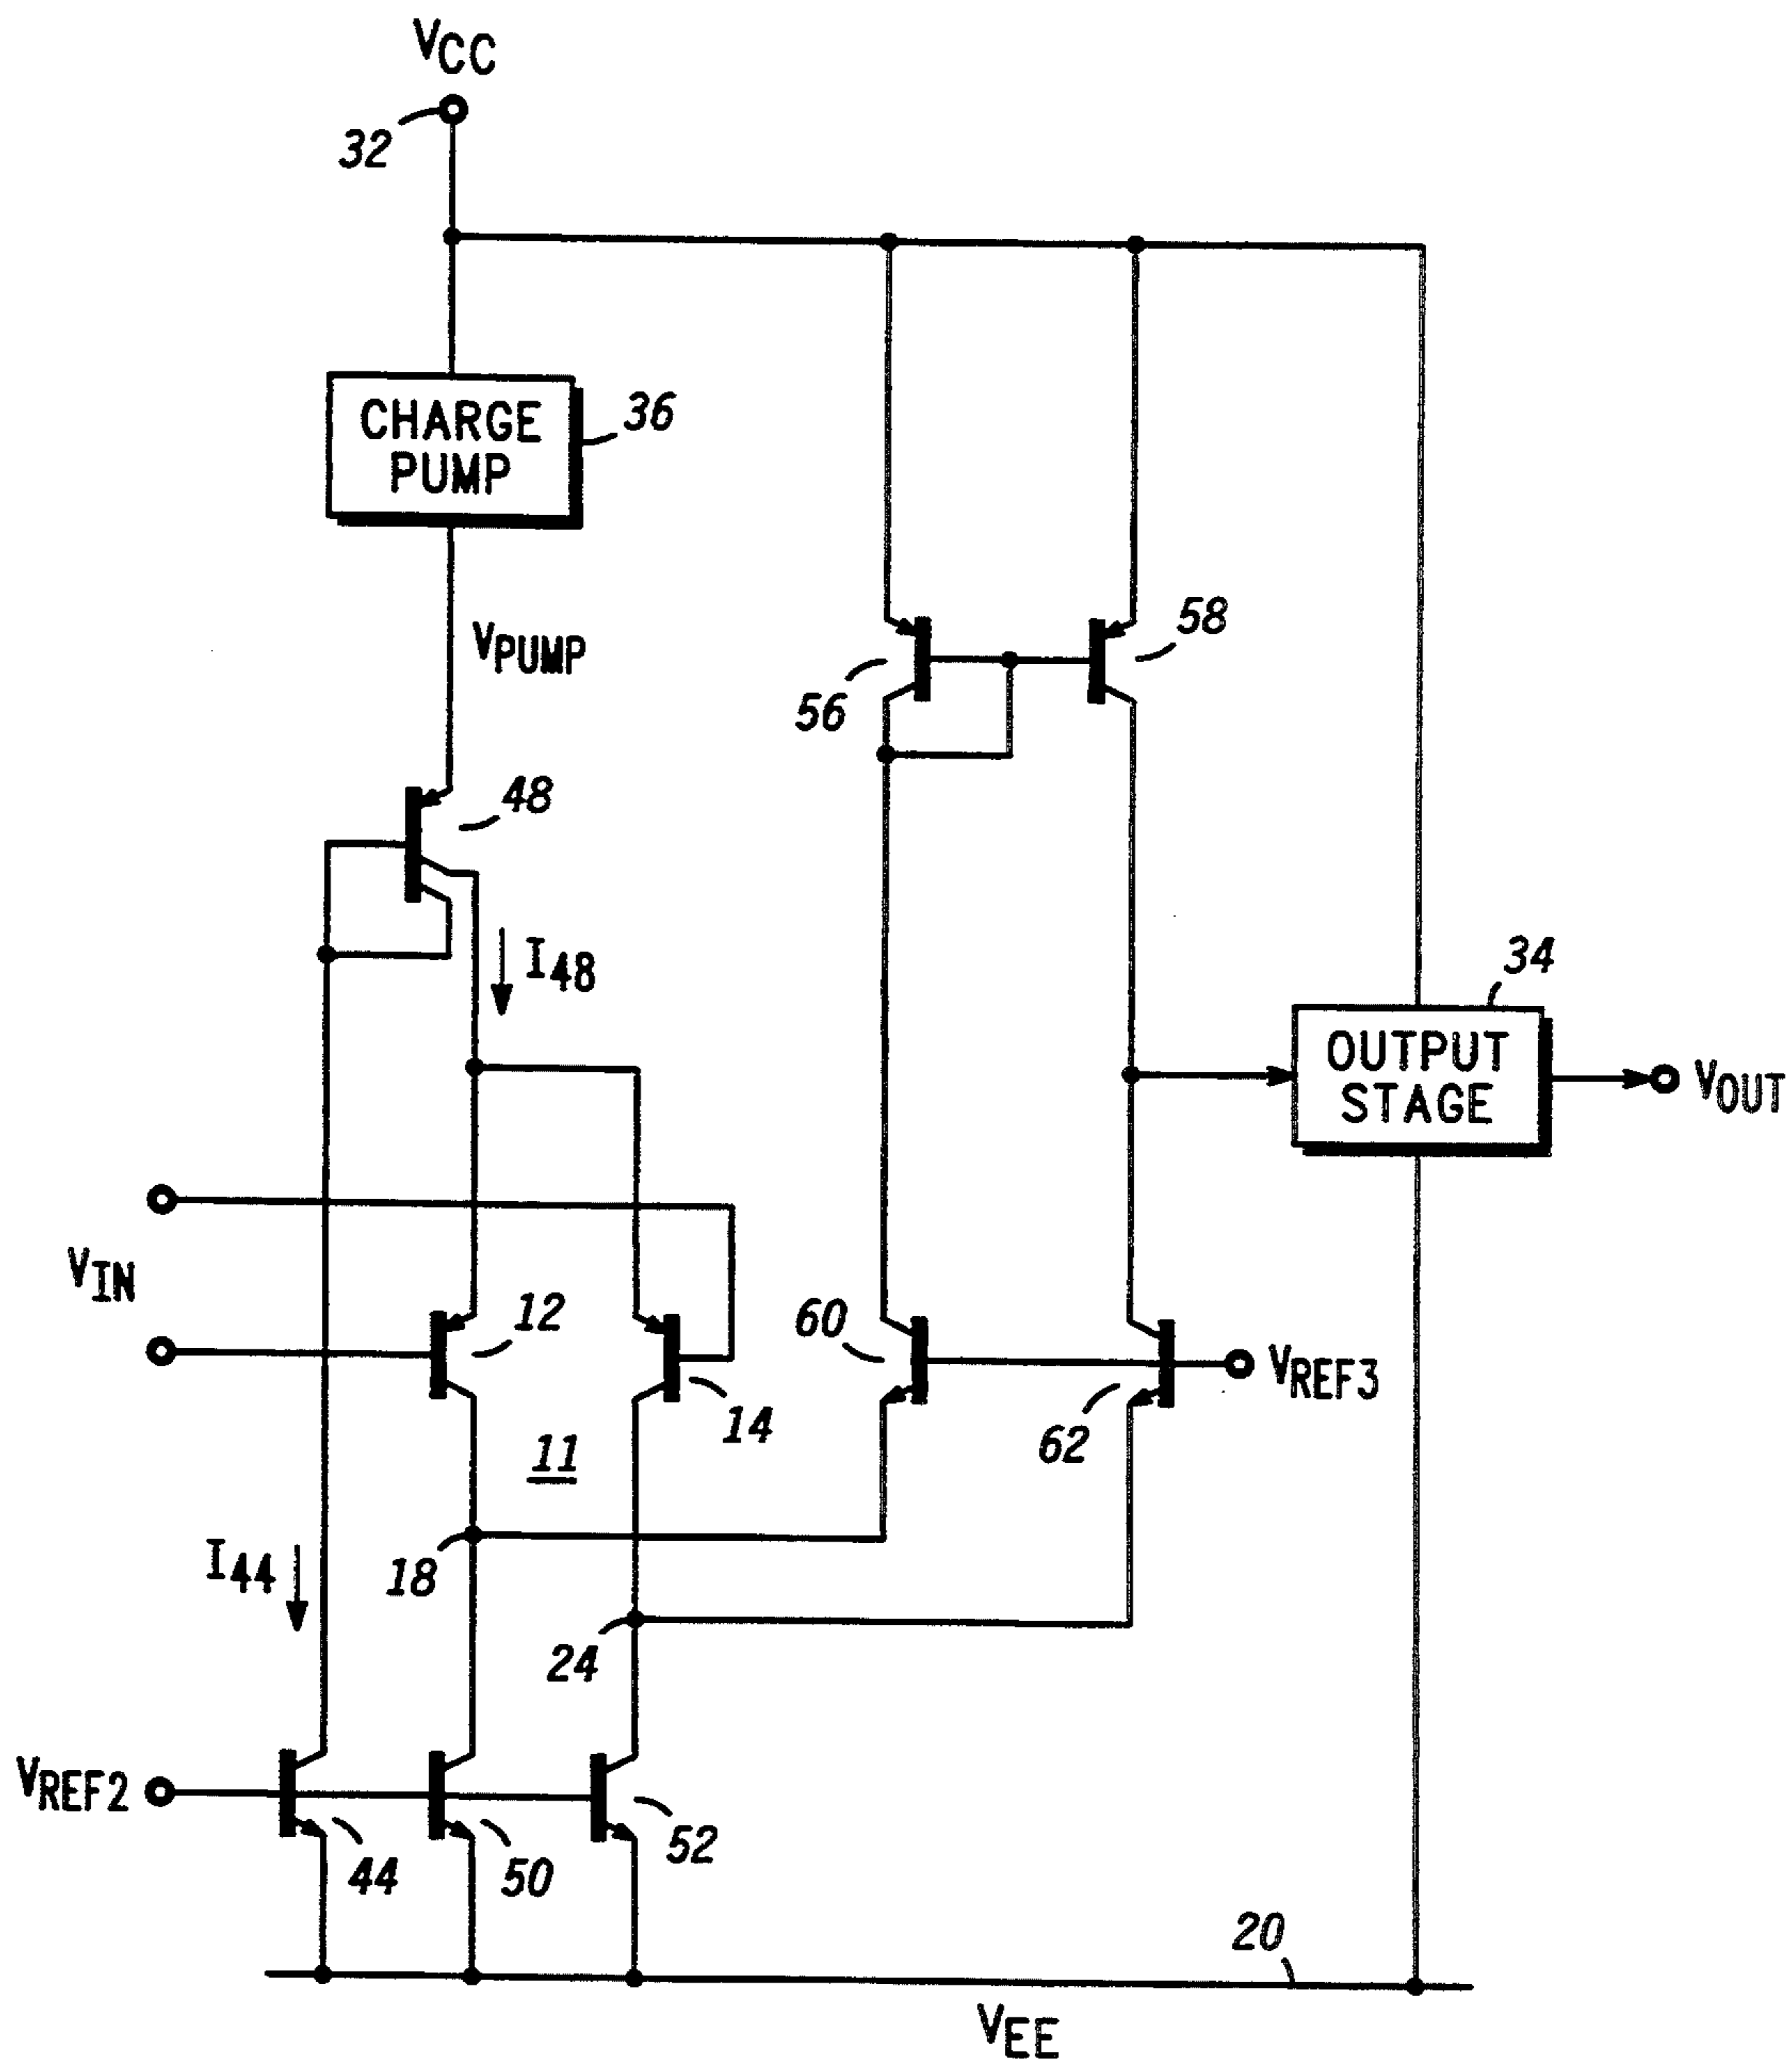 VCC
32
CHARGE
PUMP
36
VPUMP
56
58
48
I48
34
OUTPUT
STAGE
VOUT
VIN
12
14
60
VREF3
62
11
18
I44
24
VREF2
44
50
52
20
VEE